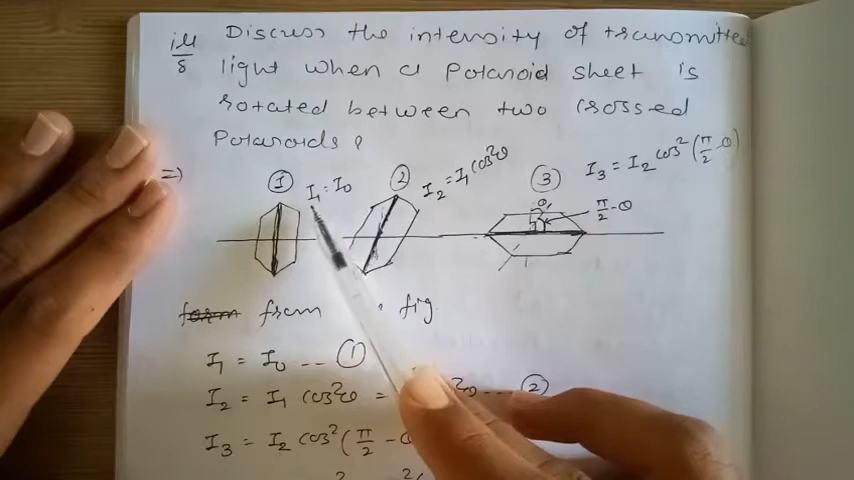 ill
8
Discuss the intensity of transmitted
light when a Polaroid sheet is
rotated between two crossed
Polaroids ?
=>
① I₁ = I₀ ② I₂ = I₁ cos²θ ③ I₃ = I₂ cos² (π/2 - θ)
θ π/2 - θ
from fig.
I₁ = I₀ --- ①
I₂ = I₁ cos²θ = --- ②
I₃ = I₂ cos² (π/2 -